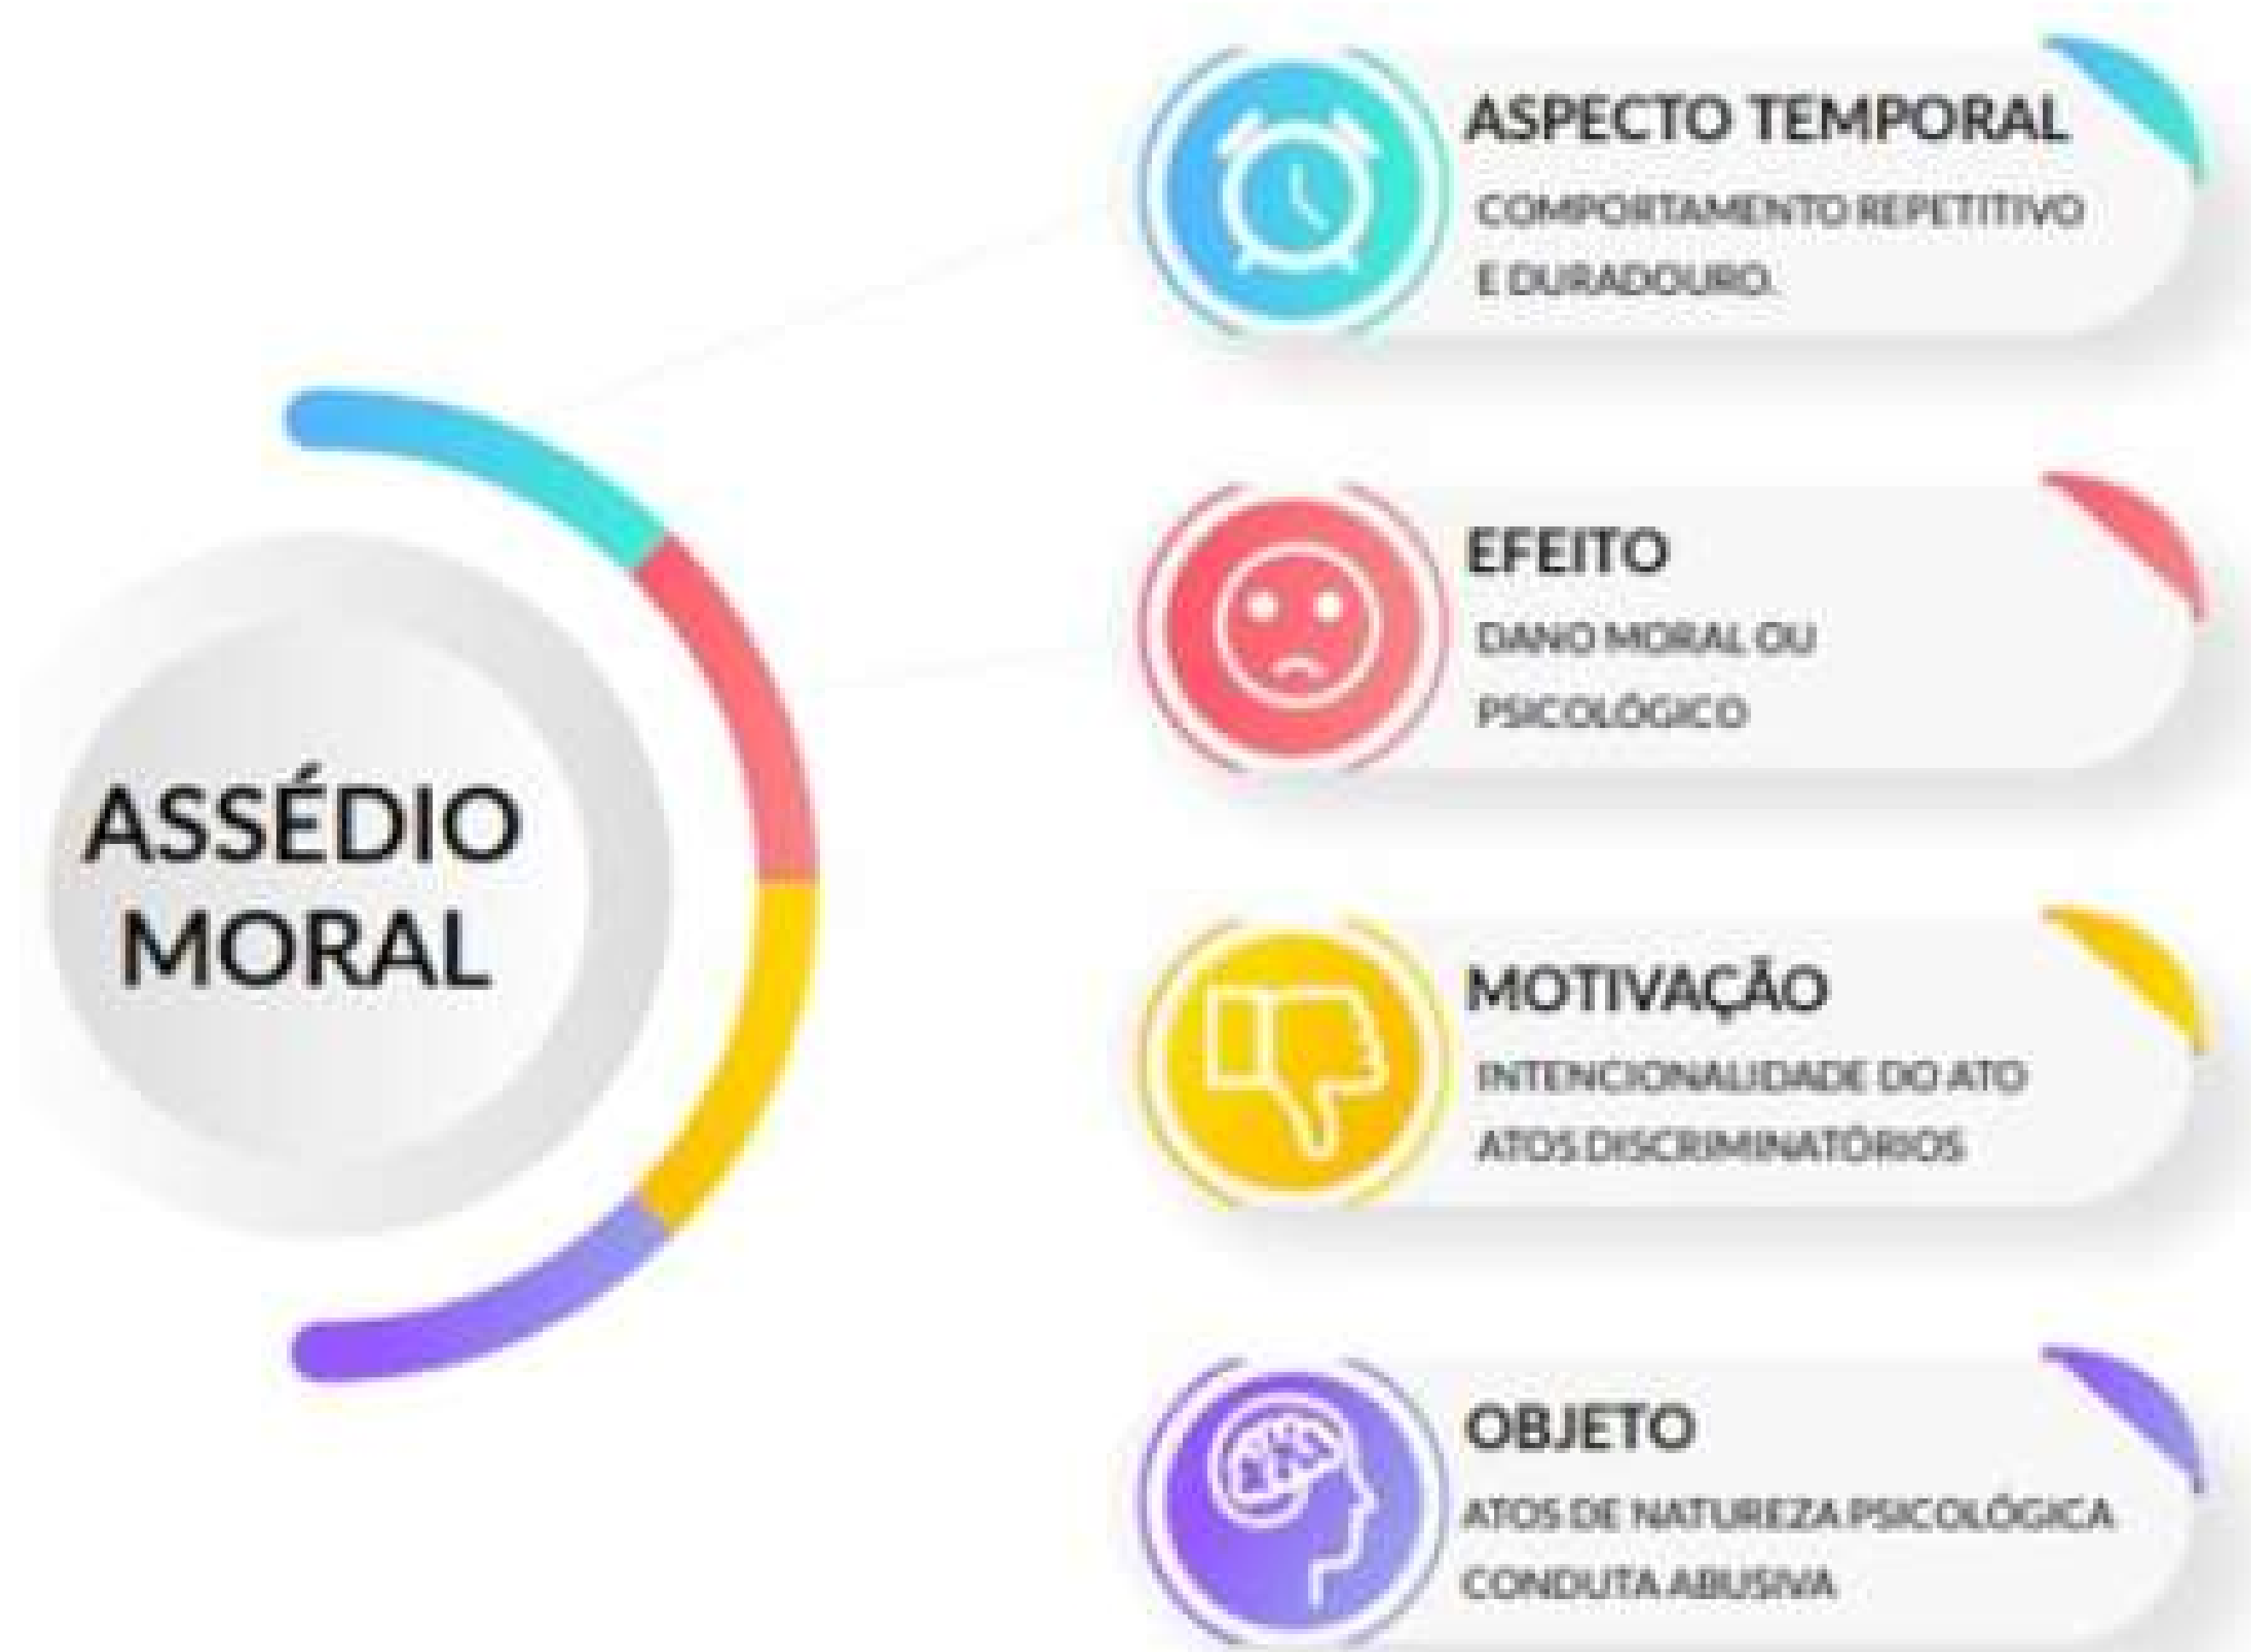 ASSÉDIO
MORAL
ASPECTO TEMPORAL
COMPORTAMENTO REPETITIVO
E DURADOURO.
EFEITO
DANO MORAL OU
PSICOLÓGICO
MOTIVAÇÃO
INTENCIONALIDADE DO ATO
ATOS DISCRIMINATÓRIOS
OBJETO
ATOS DE NATUREZA PSICOLÓGICA
CONDUTA ABUSIVA